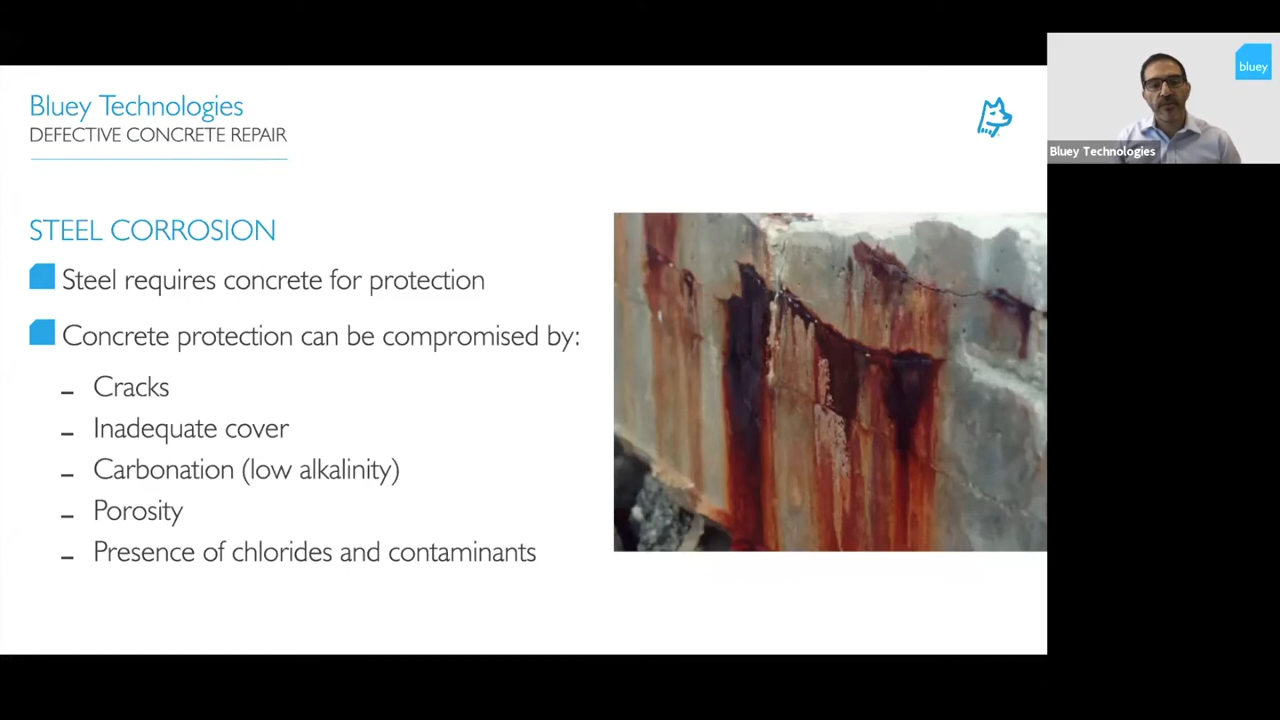 Bluey Technologies
DEFECTIVE CONCRETE REPAIR
STEEL CORROSION
Steel requires concrete for protection
Concrete protection can be compromised by:
– Cracks
– Inadequate cover
– Carbonation (low alkalinity)
– Porosity
– Presence of chlorides and contaminants
bluey
Bluey Technologies